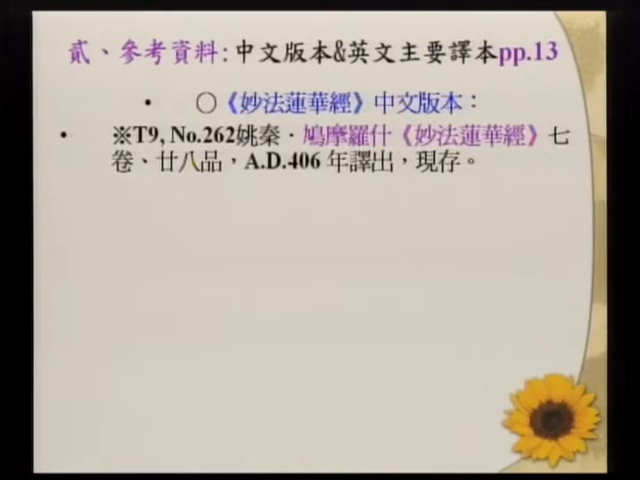 貳、參考資料:中文版本&英文主要譯本pp.13
• 〇《妙法蓮華經》中文版本：
• ※T9, No.262姚秦．鳩摩羅什《妙法蓮華經》七
卷、廿八品，A.D.406 年譯出，現存。